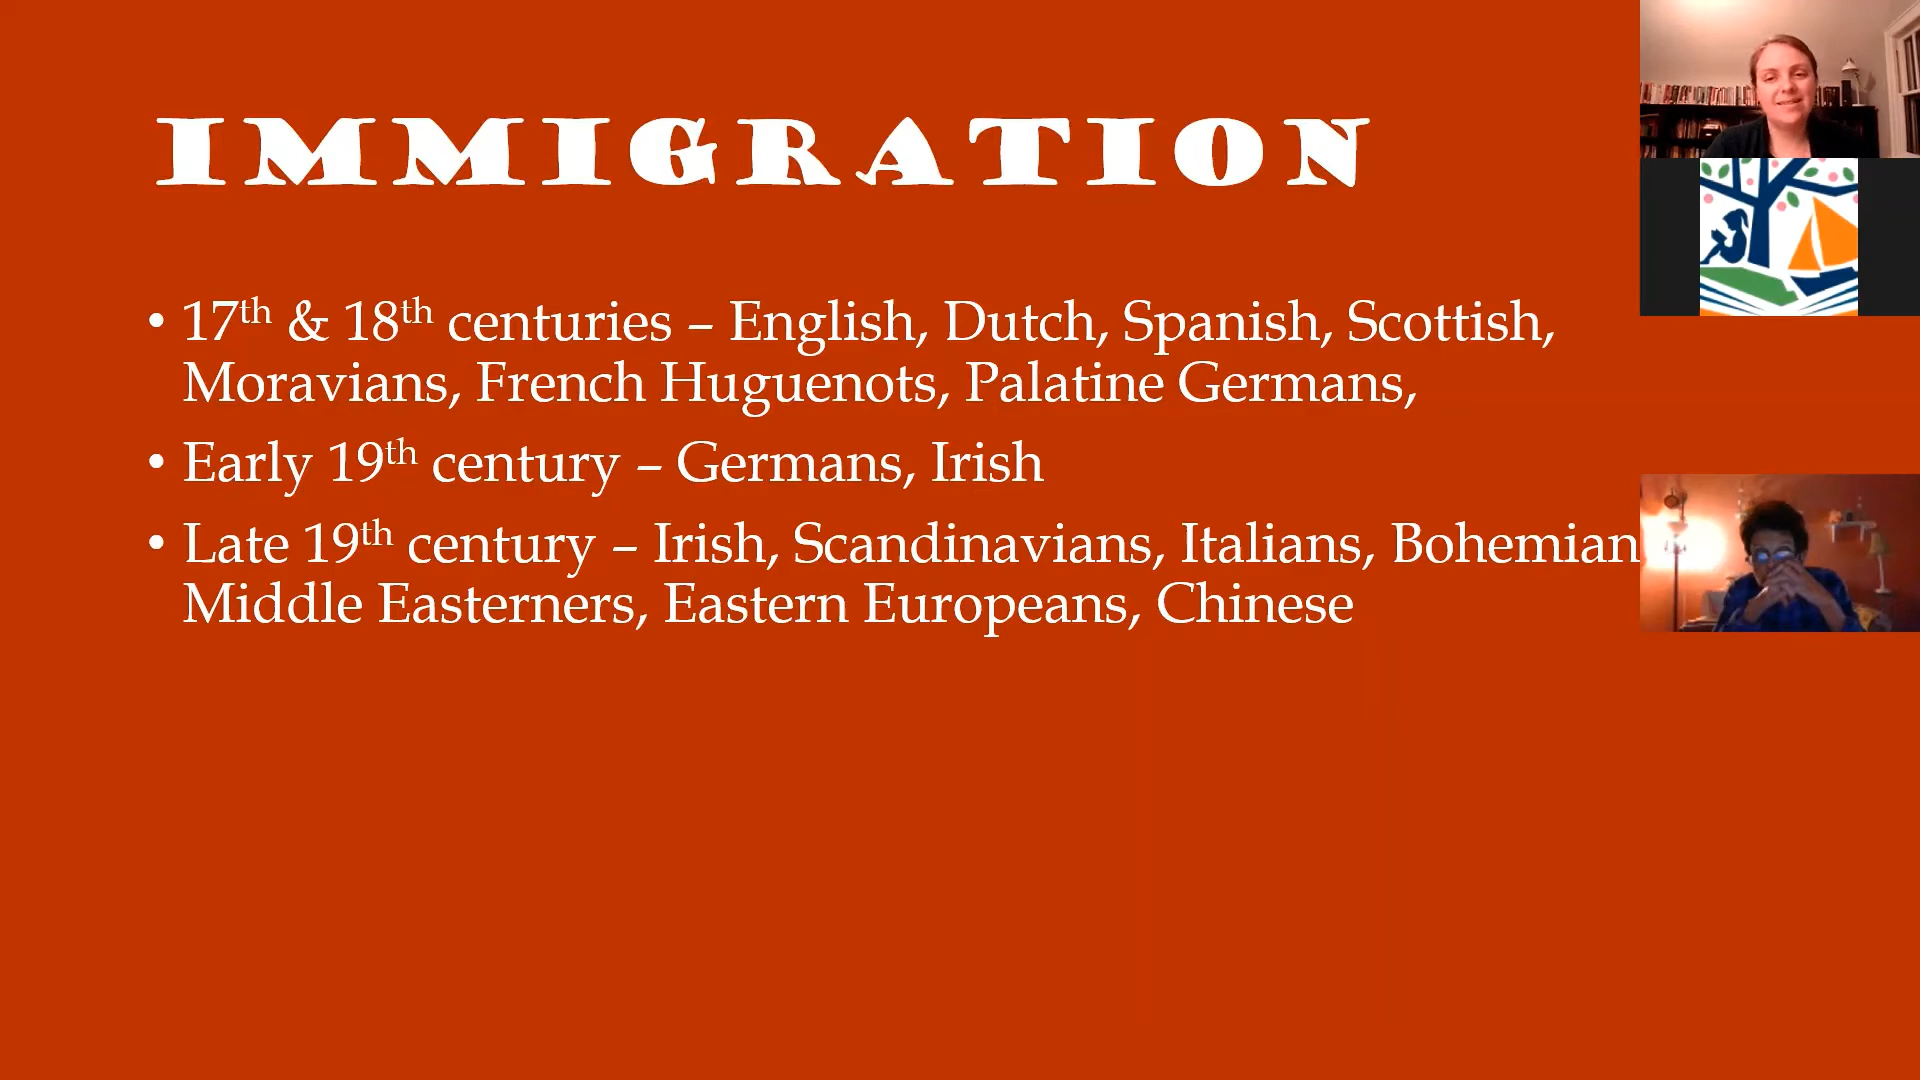 IMMIGRATION
• 17th & 18th centuries – English, Dutch, Spanish, Scottish,
Moravians, French Huguenots, Palatine Germans,
• Early 19th century – Germans, Irish
• Late 19th century – Irish, Scandinavians, Italians, Bohemian
Middle Easterners, Eastern Europeans, Chinese